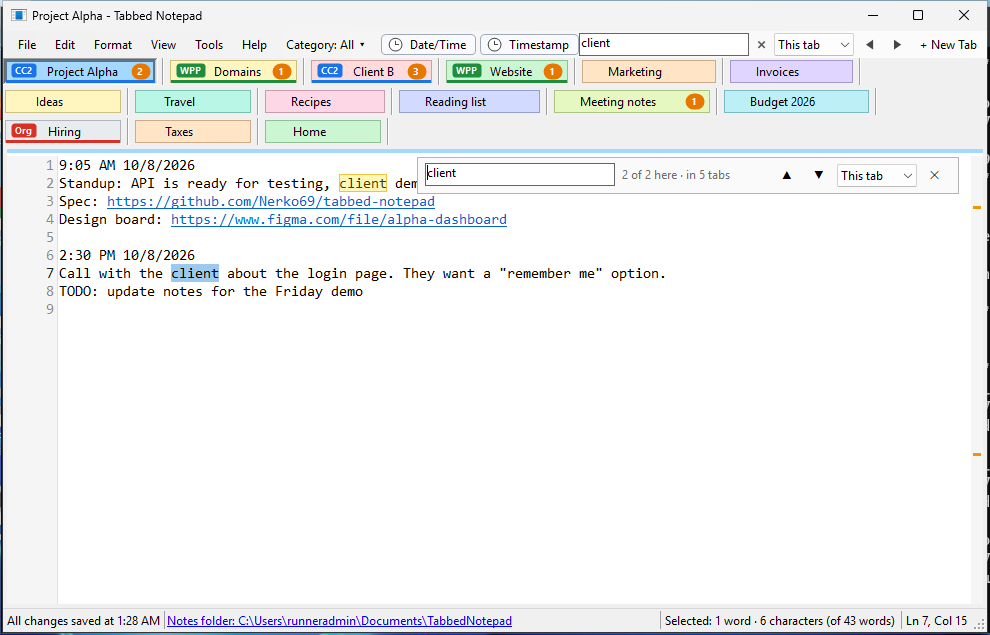 Project Alpha - Tabbed Notepad
File Edit Format View Tools Help Category: All Date/Time Timestamp client This tab + New Tab
CC2 Project Alpha 2 WPP Domains 1 CC2 Client B 3 WPP Website 1 Marketing Invoices
Ideas Travel Recipes Reading list Meeting notes 1 Budget 2026
Org Hiring Taxes Home
client 2 of 2 here · in 5 tabs This tab
1 9:05 AM 10/8/2026
2 Standup: API is ready for testing, client dem
3 Spec: https://github.com/Nerko69/tabbed-notepad
4 Design board: https://www.figma.com/file/alpha-dashboard
5
6 2:30 PM 10/8/2026
7 Call with the client about the login page. They want a "remember me" option.
8 TODO: update notes for the Friday demo
9
All changes saved at 1:28 AM Notes folder: C:\Users\runneradmin\Documents\TabbedNotepad Selected: 1 word · 6 characters (of 43 words) Ln 7, Col 15